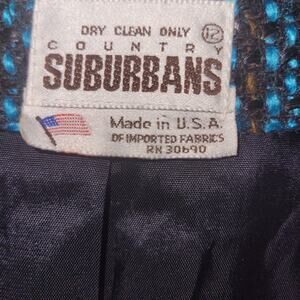 DRY CLEAN ONLY 12
COUNTRY
SUBURBANS
Made in U.S.A.
OF IMPORTED FABRICS
RN 30690